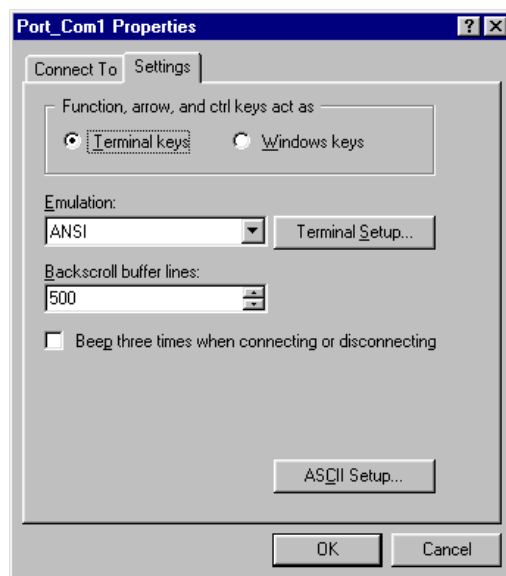 Port_Com1 Properties
Connect To Settings
Function, arrow, and ctrl keys act as
Terminal keys Windows keys
Emulation:
ANSI Terminal Setup...
Backscroll buffer lines:
500
Beep three times when connecting or disconnecting
ASCII Setup...
OK Cancel